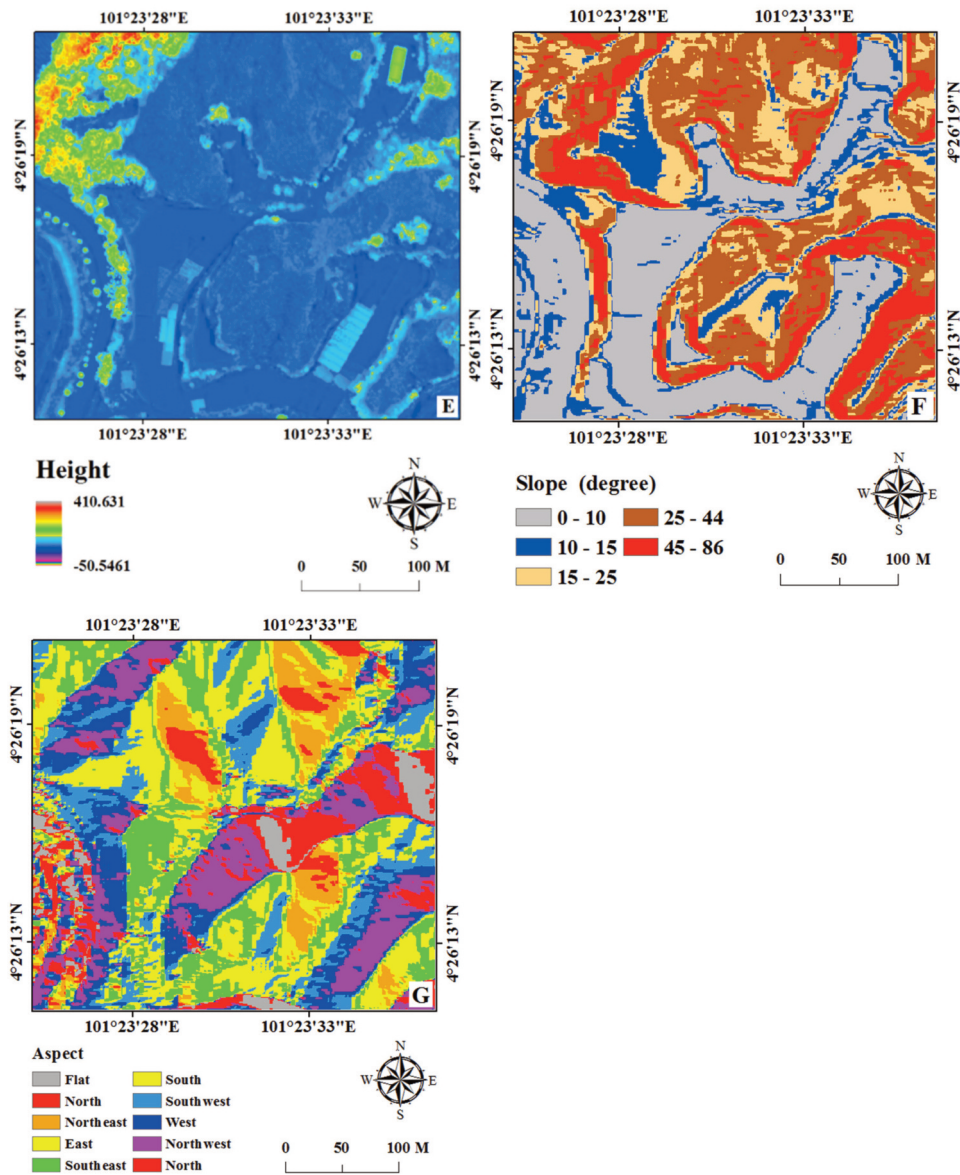 101°23'28"E 101°23'33"E
4°26'19"N
4°26'13"N
4°26'19"N
4°26'13"N
E
101°23'28"E 101°23'33"E
Height
410.631
-50.5461
N
W E
S
0 50 100 M
101°23'28"E 101°23'33"E
4°26'19"N
4°26'13"N
4°26'19"N
4°26'13"N
F
101°23'28"E 101°23'33"E
Slope (degree)
0 - 10 25 - 44
10 - 15 45 - 86
15 - 25
N
W E
S
0 50 100 M
101°23'28"E 101°23'33"E
4°26'19"N
4°26'13"N
4°26'19"N
4°26'13"N
G
101°23'28"E 101°23'33"E
Aspect
Flat South
North Southwest
Northeast West
East Northwest
Southeast North
N
W E
S
0 50 100 M